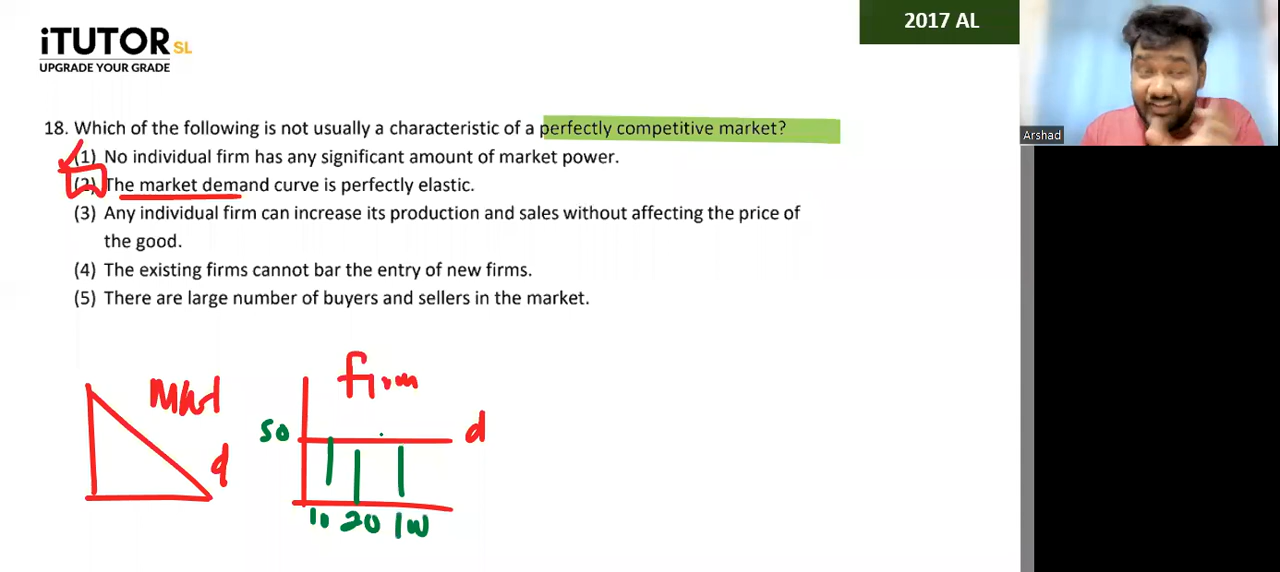 iTUTOR SL
UPGRADE YOUR GRADE
2017 AL
Arshad
18. Which of the following is not usually a characteristic of a perfectly competitive market?
(1) No individual firm has any significant amount of market power.
(2) The market demand curve is perfectly elastic.
(3) Any individual firm can increase its production and sales without affecting the price of
the good.
(4) The existing firms cannot bar the entry of new firms.
(5) There are large number of buyers and sellers in the market.
d
firm
50
d
10 20 100